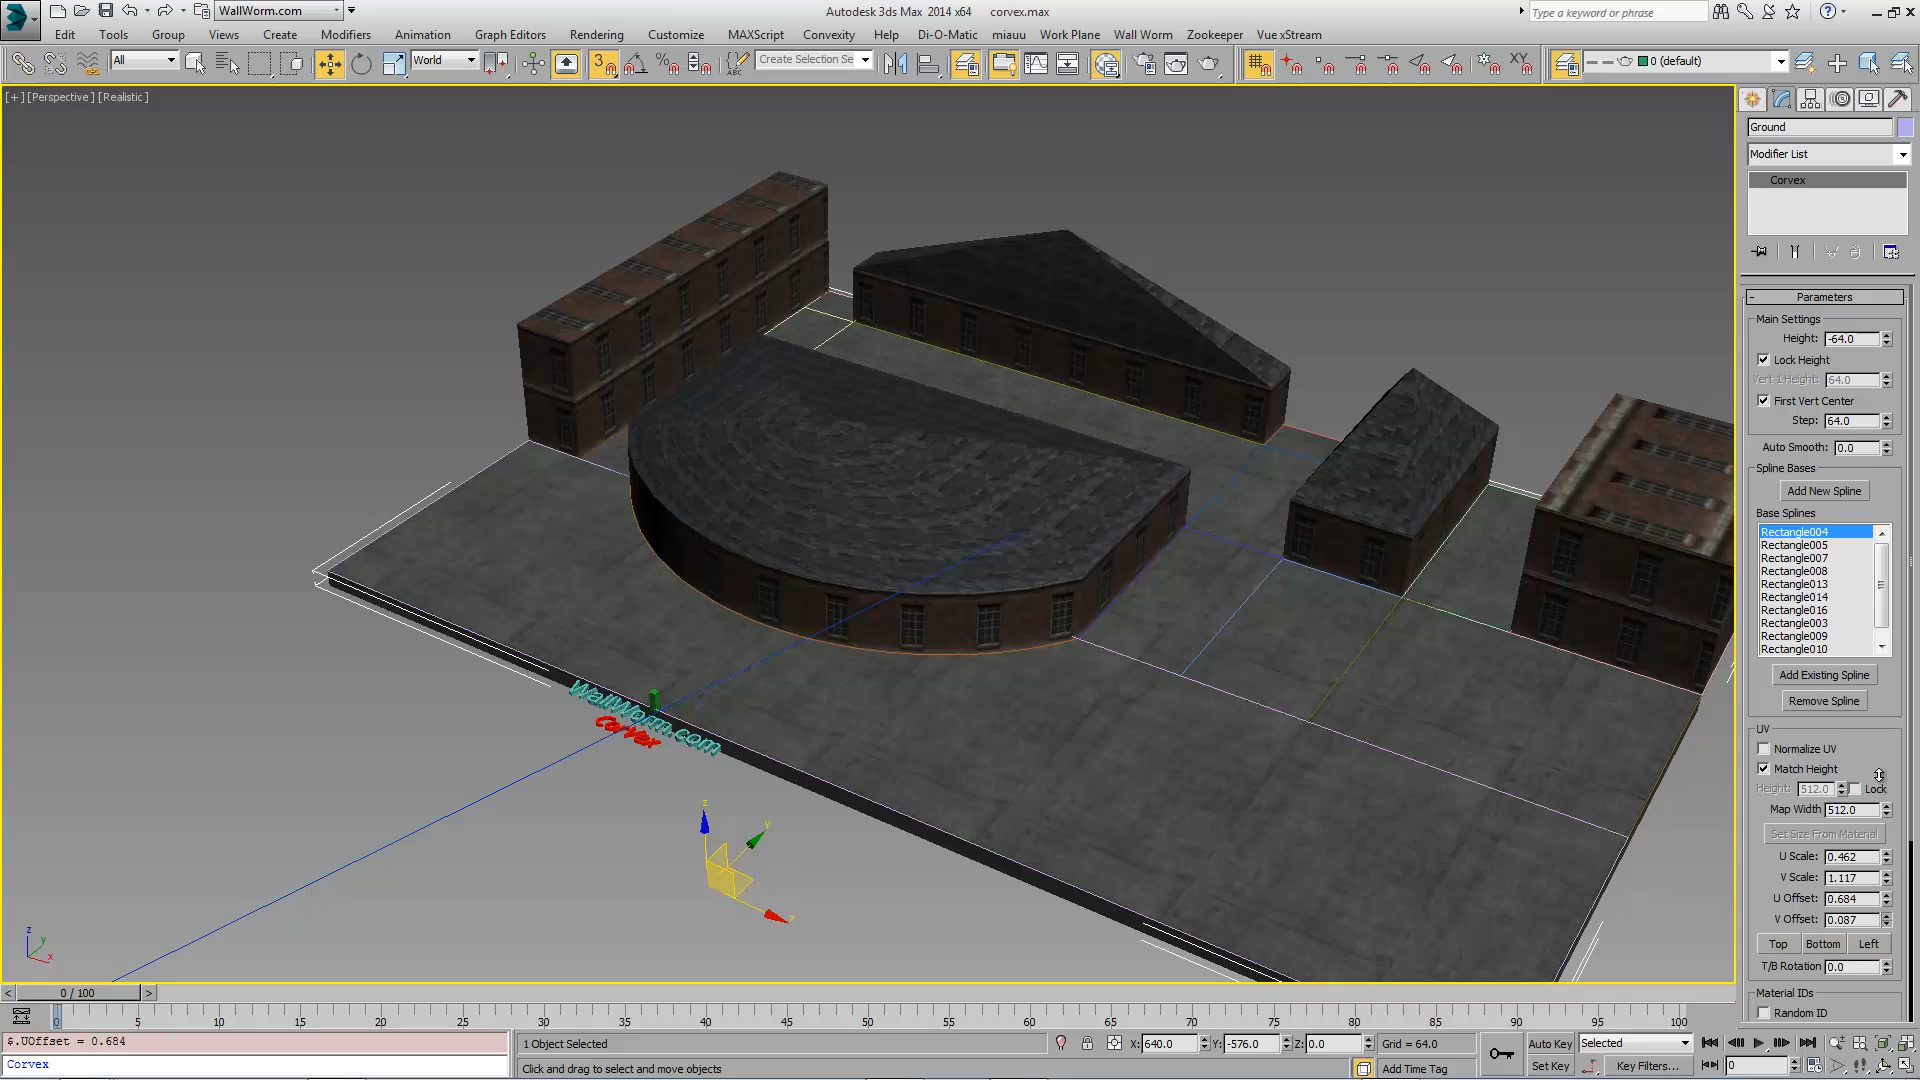 WallWorm.com
Autodesk 3ds Max 2014 x64 corvex.max
Type a keyword or phrase
Edit Tools Group Views Create Modifiers Animation Graph Editors Rendering Customize MAXScript Convexity Help Di-O-Matic miauu Work Plane Wall Worm Zookeeper Vue xStream
All World 3 % ABC Create Selection Se XY 0 (default)
[+] [Perspective] [Realistic]
Ground
Modifier List
Corvex
Parameters
Main Settings
Height: -64.0
Lock Height
Vert 1 Height: 64.0
First Vert Center
Step: 64.0
Auto Smooth: 0.0
Spline Bases
Add New Spline
Base Splines
Rectangle004
Rectangle005
Rectangle007
Rectangle008
Rectangle013
Rectangle014
Rectangle016
Rectangle003
Rectangle009
Rectangle010
Add Existing Spline
Remove Spline
UV
Normalize UV
Match Height
Height: 512.0 Lock
Map Width 512.0
Set Size From Material
U Scale: 0.462
V Scale: 1.117
U Offset: 0.684
V Offset: 0.087
Top Bottom Left
T/B Rotation 0.0
Material IDs
Random ID
WallWorm.com
CorVex
z
y
x
z
y
x
< 0 / 100 >
0 5 10 15 20 25 30 35 40 45 50 55 60 65 70 75 80 85 90 95 100
$.UOffset = 0.684
Corvex
1 Object Selected
X: 640.0 Y: -576.0 Z: 0.0 Grid = 64.0
Click and drag to select and move objects
Add Time Tag
Auto Key Selected
Set Key Key Filters... 0